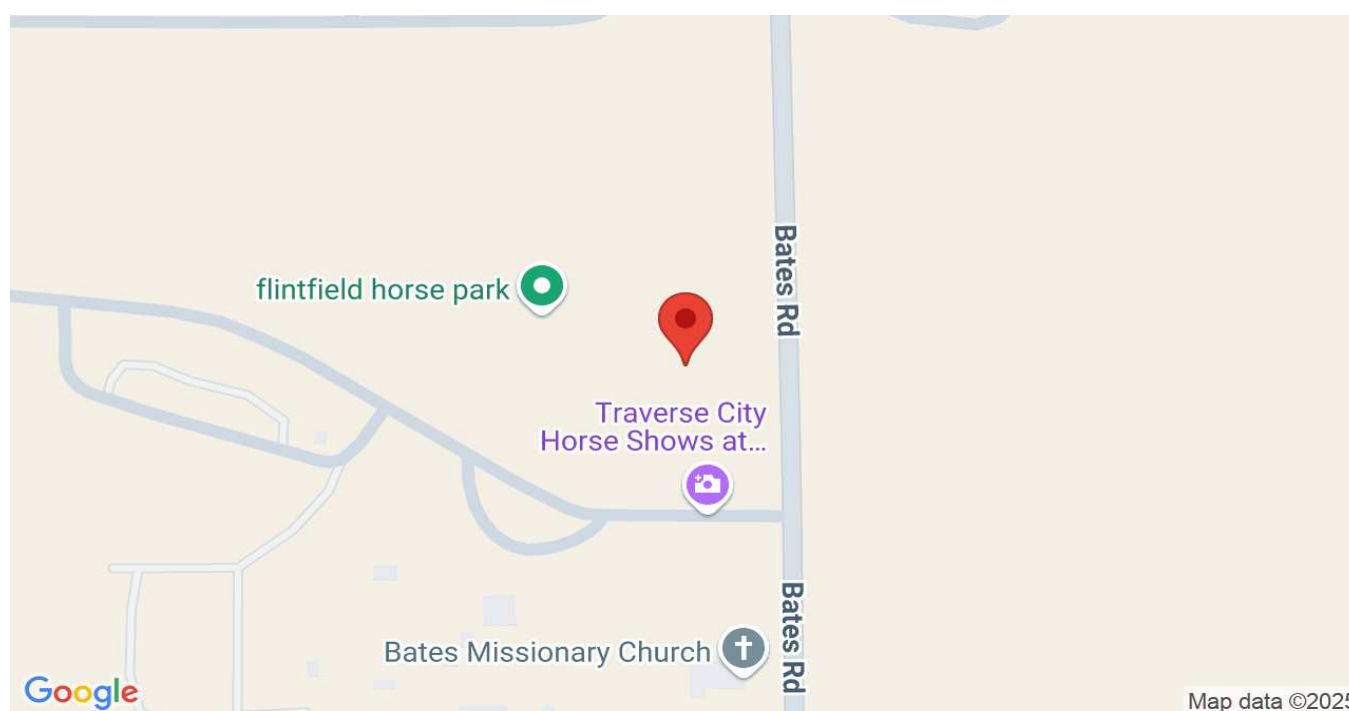 Bates Rd
flintfield horse park
Traverse City
Horse Shows at...
Bates Rd
Bates Missionary Church
Google
Map data ©2025